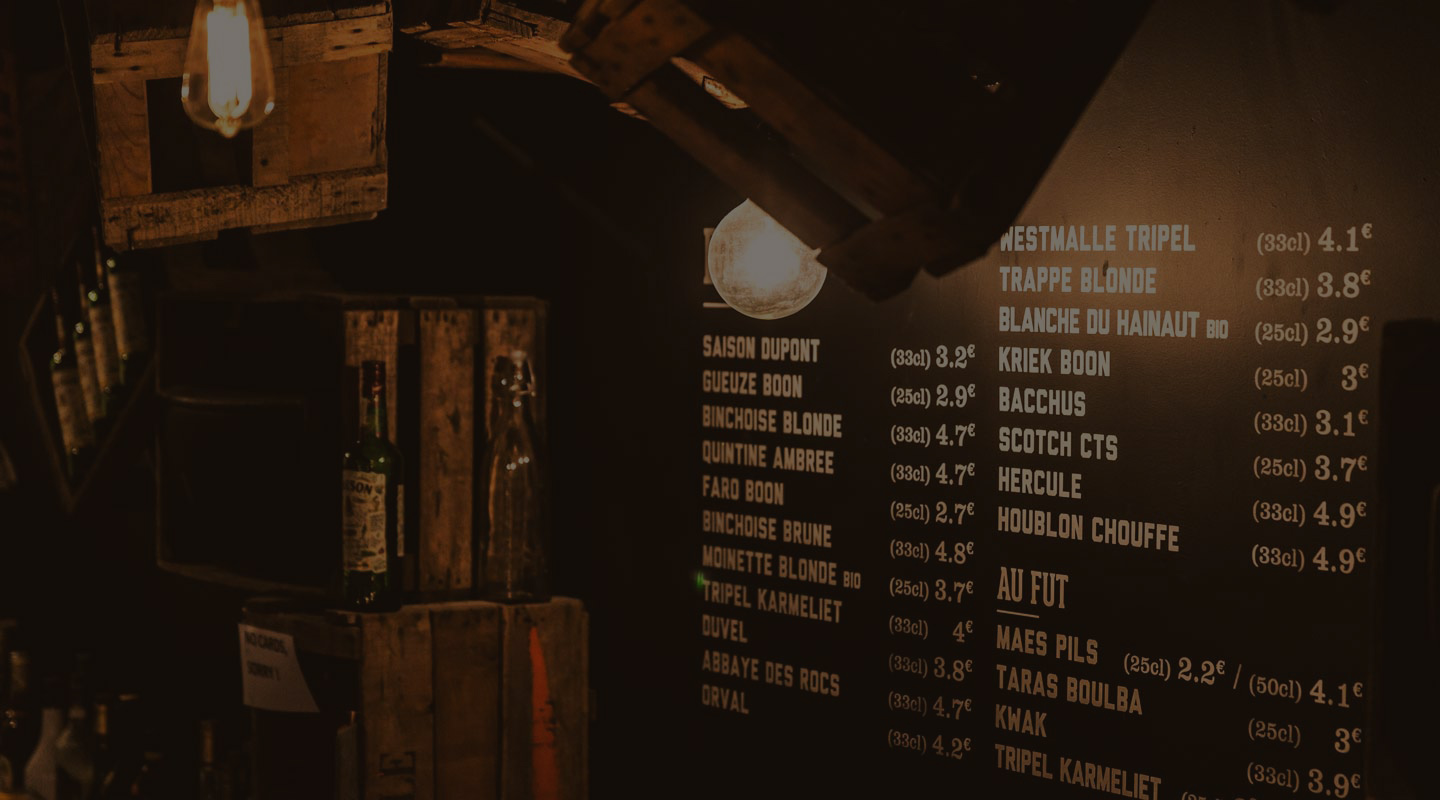 SAISON DUPONT (33cl) 3.2€
GUEUZE BOON (25cl) 2.9€
BINCHOISE BLONDE (33cl) 4.7€
QUINTINE AMBREE (33cl) 4.7€
FARO BOON (25cl) 2.7€
BINCHOISE BRUNE (33cl) 4.8€
MOINETTE BLONDE BIO (25cl) 3.7€
TRIPEL KARMELIET (33cl) 4€
DUVEL (33cl) 3.8€
ABBAYE DES ROCS (33cl) 4.7€
ORVAL (33cl) 4.2€
WESTMALLE TRIPEL (33cl) 4.1€
TRAPPE BLONDE (33cl) 3.8€
BLANCHE DU HAINAUT BIO (25cl) 2.9€
KRIEK BOON (25cl) 3€
BACCHUS (33cl) 3.1€
SCOTCH CTS (25cl) 3.7€
HERCULE (33cl) 4.9€
HOUBLON CHOUFFE (33cl) 4.9€
AU FUT
MAES PILS (25cl) 2.2€ / (50cl) 4.1€
TARAS BOULBA (25cl) 3€
KWAK (33cl) 3.9€
TRIPEL KARMELIET
NO CARDS,
SORRY!